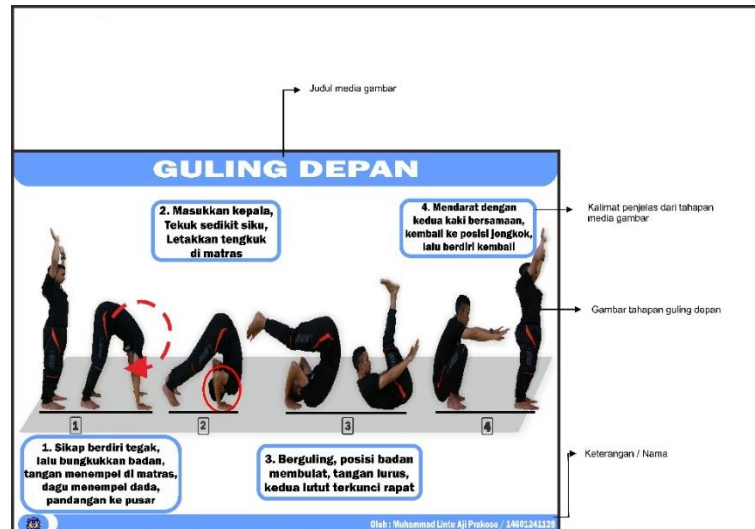 Judul media gambar
GULING DEPAN
2. Masukkan kepala,
Tekuk sedikit siku,
Letakkan tengkuk
di matras
4. Mendarat dengan
kedua kaki bersamaan,
kembali ke posisi jongkok,
lalu berdiri kembali
Kalimat penjelas dari tahapan
media gambar
Gambar tahapan guling depan
1
2
3
4
1. Sikap berdiri tegak,
lalu bungkukkan badan,
tangan menempel di matras,
dagu menempel dada,
pandangan ke pusar
3. Berguling, posisi badan
membulat, tangan lurus,
kedua lutut terkunci rapat
Keterangan / Nama
Oleh : Muhammad Lintu Aji Prakoso / 14601241126